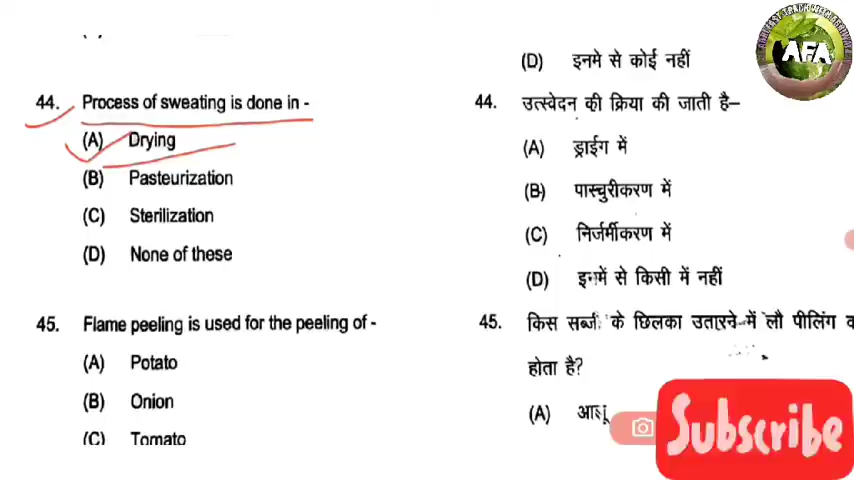 44. Process of sweating is done in -
(A) Drying
(B) Pasteurization
(C) Sterilization
(D) None of these
45. Flame peeling is used for the peeling of -
(A) Potato
(B) Onion
(C) Tomato
(D) इनमे से कोई नहीं
44. उत्स्वेदन की क्रिया की जाती है–
(A) ड्राईग में
(B) पास्चुरीकरण में
(C) निर्जर्मीकरण में
(D) इनमें से किसी में नहीं
45. किस सब्जी के छिलका उतारने में लौ पीलिंग
होता है?
(A) आलू
AFA
Subscribe